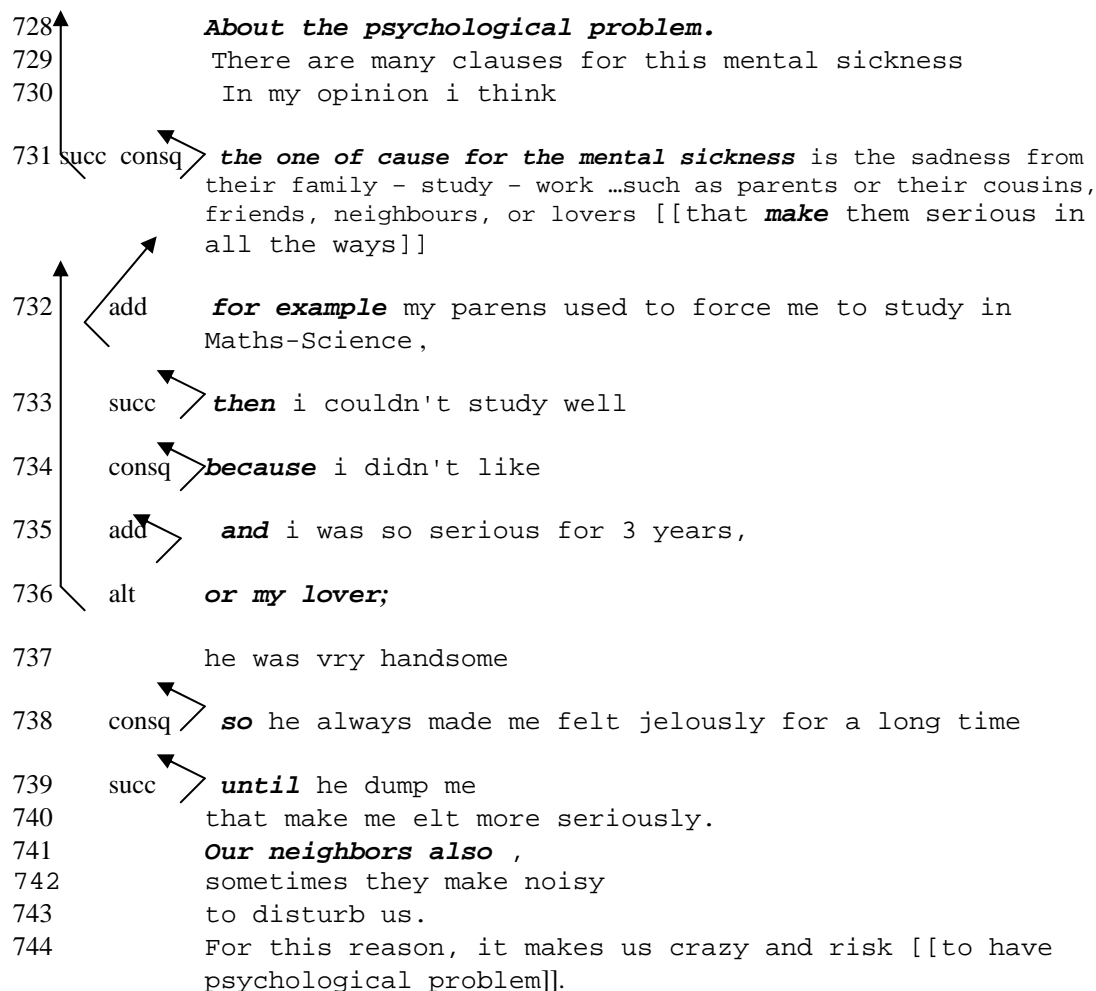 728 About the psychological problem.
729 There are many clauses for this mental sickness
730 In my opinion i think
731 succ consq the one of cause for the mental sickness is the sadness from
their family – study – work …such as parents or their cousins,
friends, neighbours, or lovers [[that make them serious in
all the ways]]
732 add for example my parens used to force me to study in
Maths-Science,
733 succ then i couldn't study well
734 consq because i didn't like
735 add and i was so serious for 3 years,
736 alt or my lover;
737 he was vry handsome
738 consq so he always made me felt jelously for a long time
739 succ until he dump me
740 that make me elt more seriously.
741 Our neighbors also ,
742 sometimes they make noisy
743 to disturb us.
744 For this reason, it makes us crazy and risk [[to have
psychological problem]].